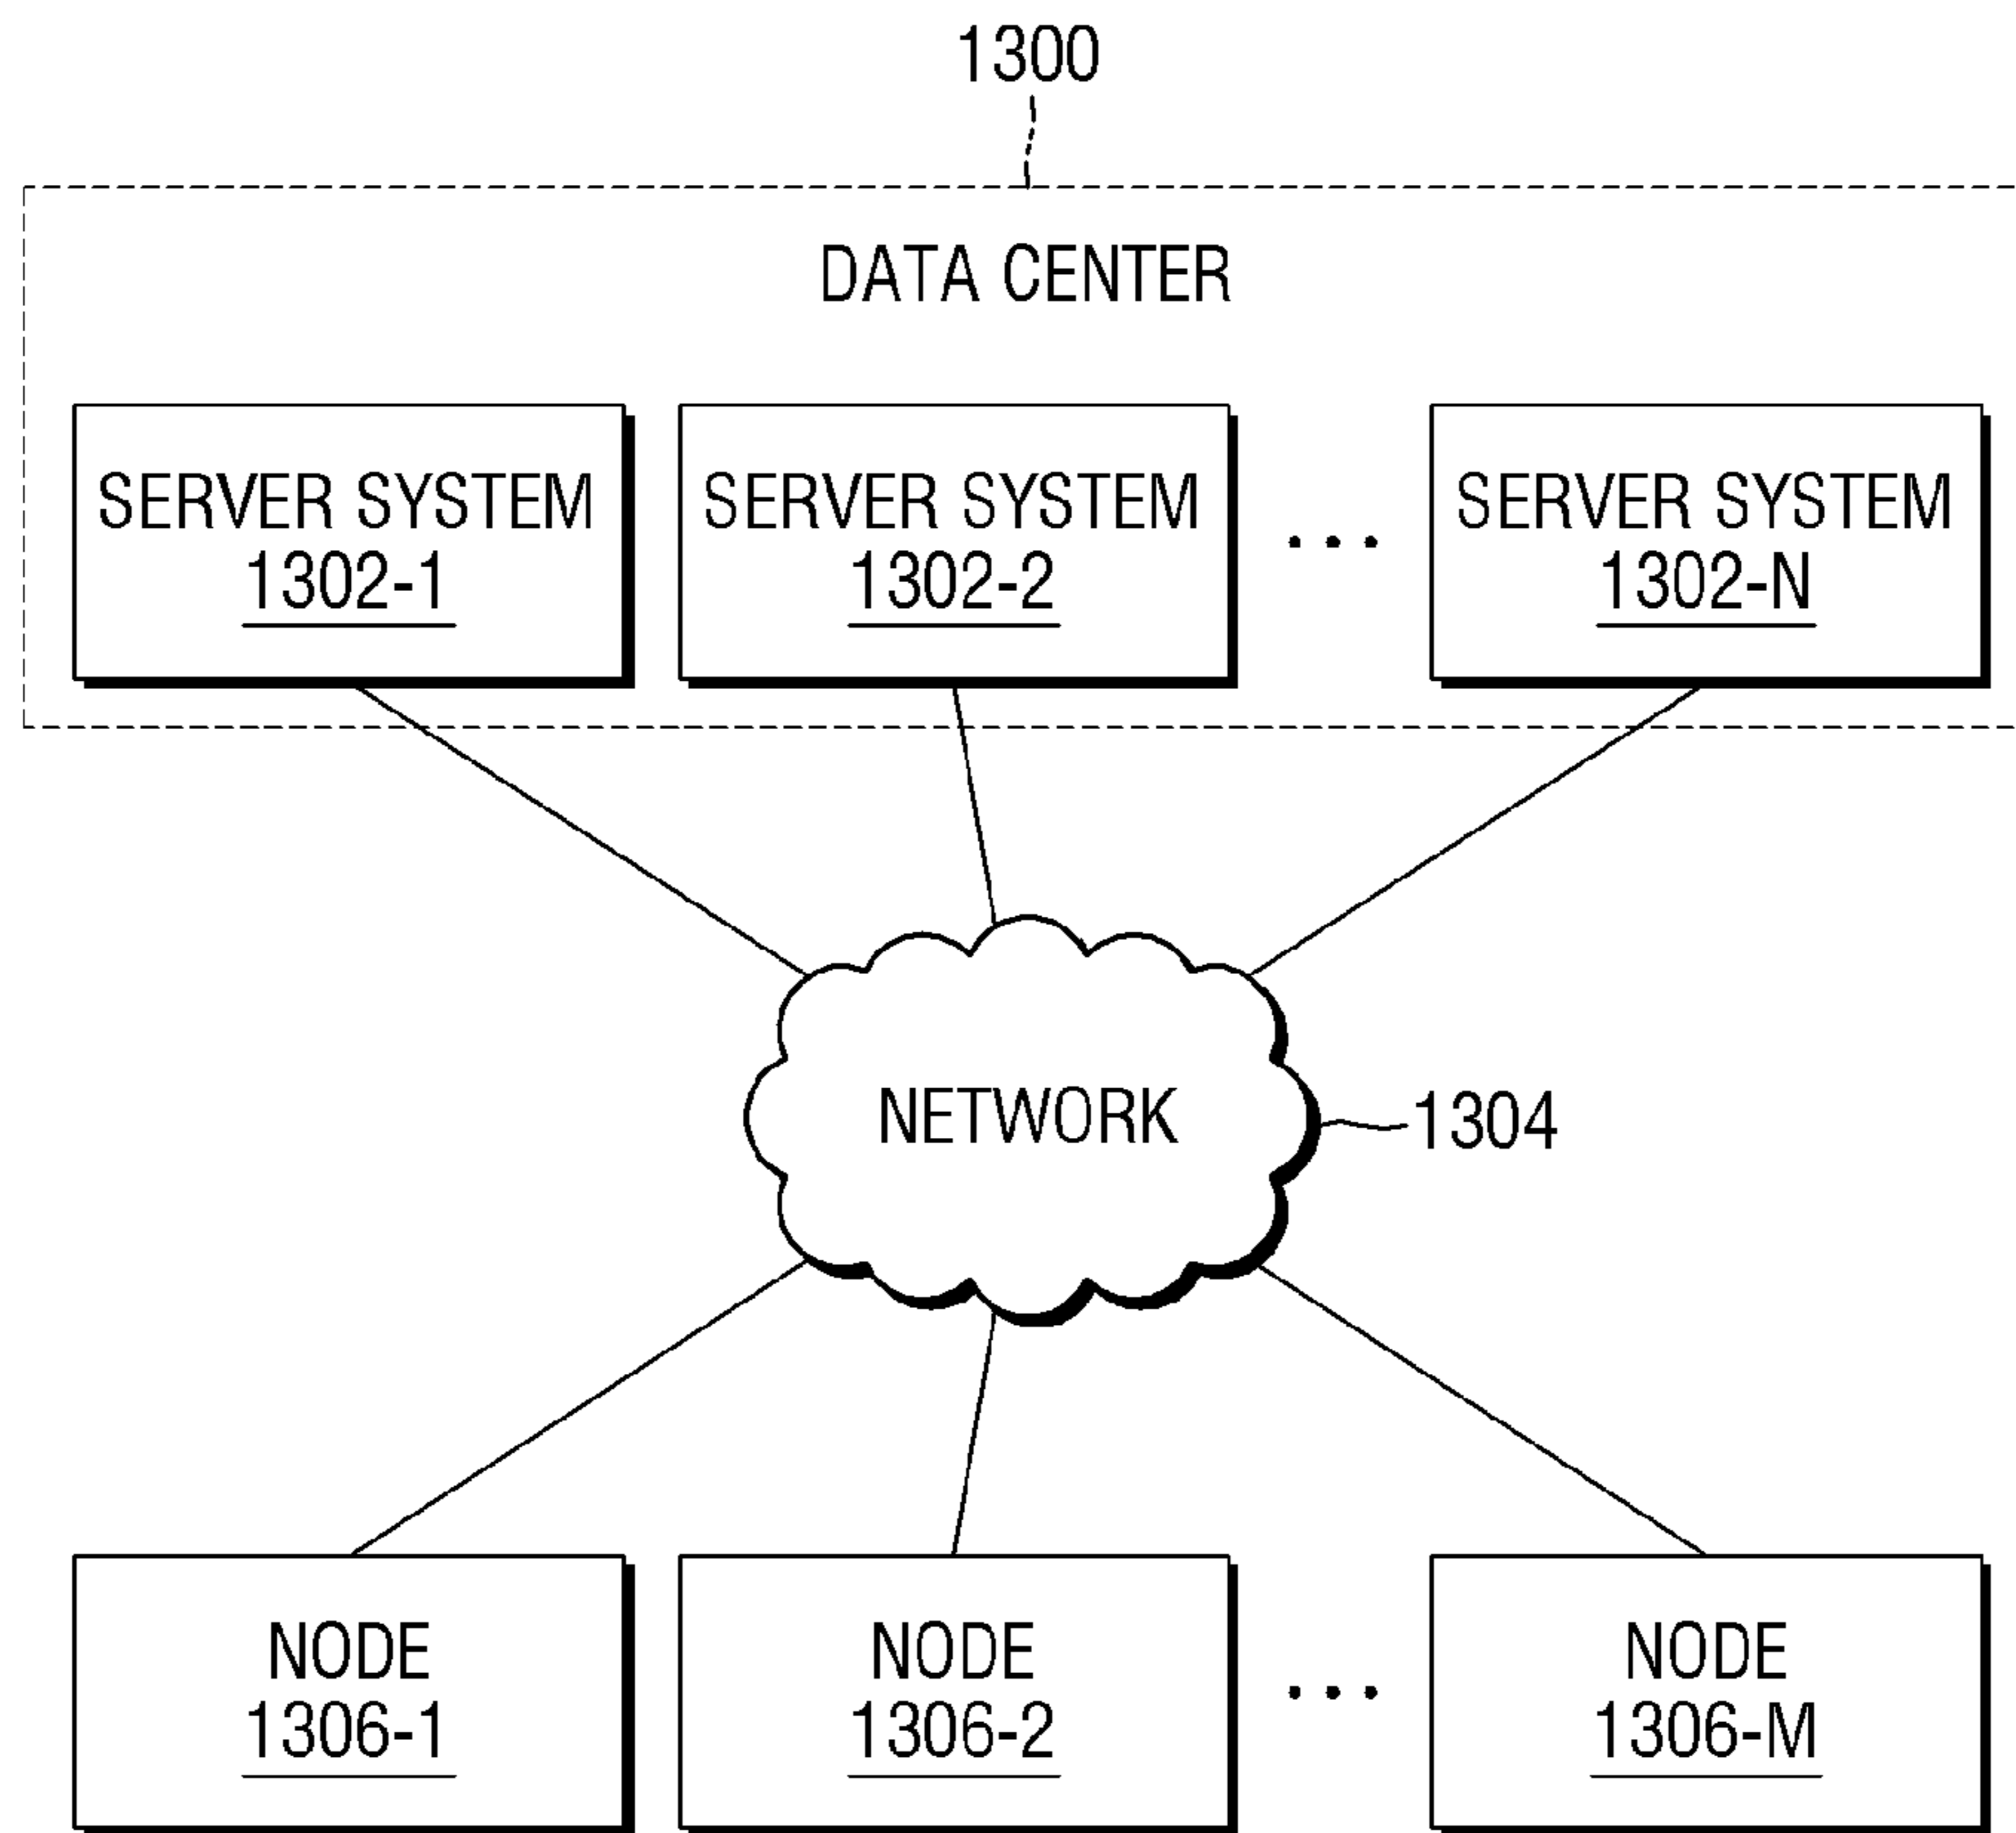 1300
DATA CENTER
SERVER SYSTEM
1302-1
SERVER SYSTEM
1302-2
...
SERVER SYSTEM
1302-N
NETWORK
1304
NODE
1306-1
NODE
1306-2
...
NODE
1306-M